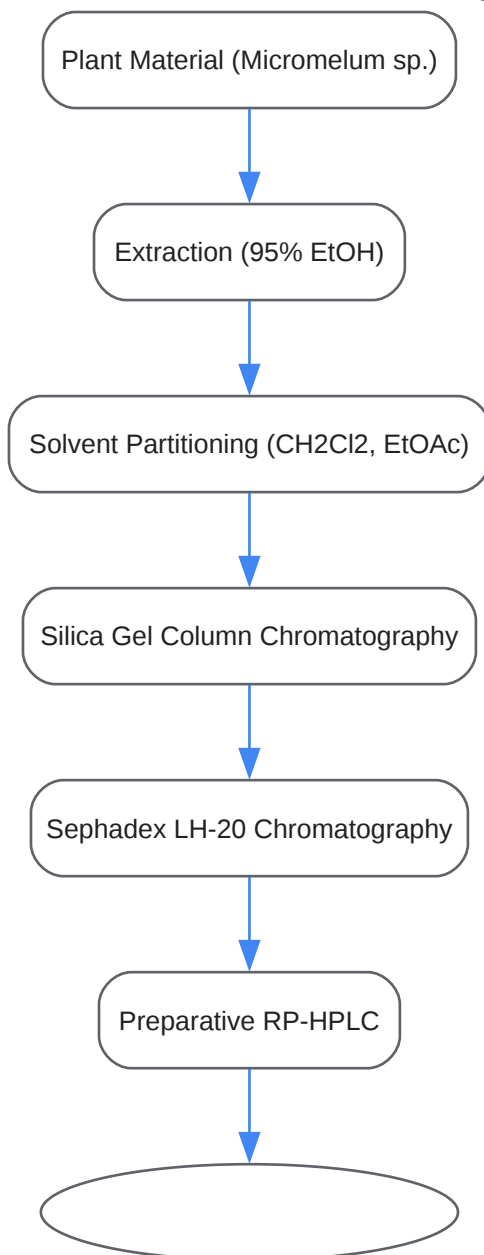 Plant Material (Micromelum sp.)
Extraction (95% EtOH)
Solvent Partitioning (CH2Cl2, EtOAc)
Silica Gel Column Chromatography
Sephadex LH-20 Chromatography
Preparative RP-HPLC